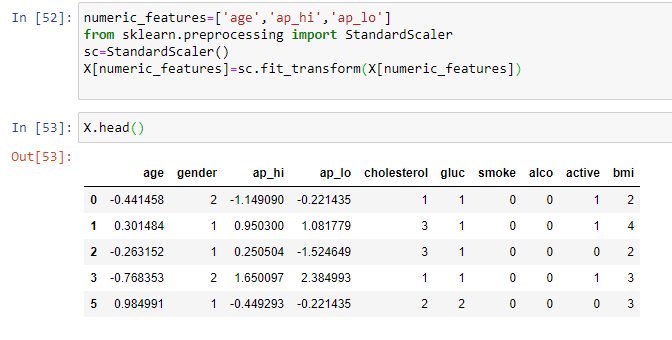 In [52]: numeric_features=['age','ap_hi','ap_lo']
from sklearn.preprocessing import StandardScaler
sc=StandardScaler()
X[numeric_features]=sc.fit_transform(X[numeric_features])
In [53]: X.head()
Out[53]:
age gender ap_hi ap_lo cholesterol gluc smoke alco active bmi
0 -0.441458 2 -1.149090 -0.221435 1 1 0 0 1 2
1 0.301484 1 0.950300 1.081779 3 1 0 0 1 4
2 -0.263152 1 0.250504 -1.524649 3 1 0 0 0 2
3 -0.768353 2 1.650097 2.384993 1 1 0 0 1 3
5 0.984991 1 -0.449293 -0.221435 2 2 0 0 0 3